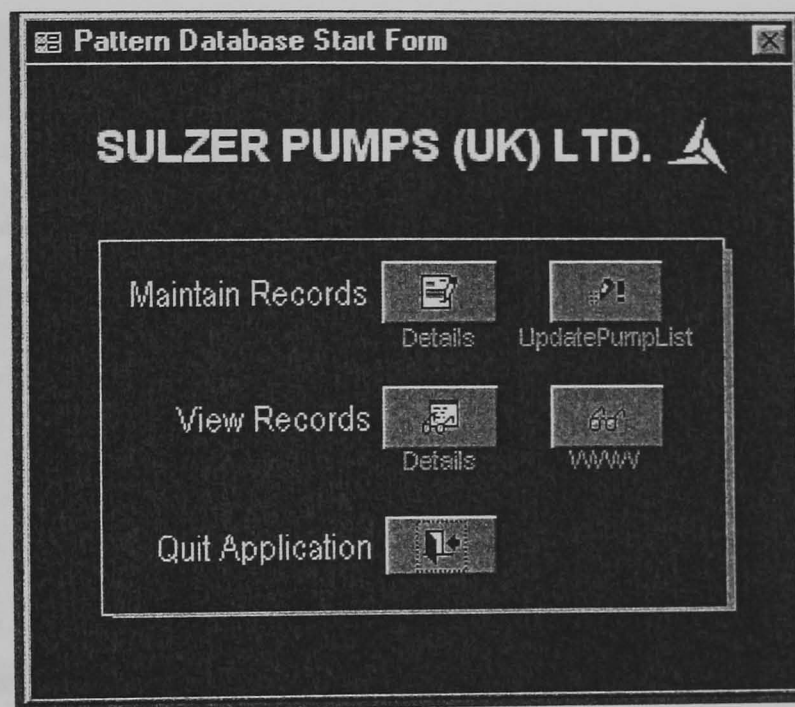 Pattern Database Start Form
SULZER PUMPS (UK) LTD.
Maintain Records
Details UpdatePumpList
View Records
Details WWW
Quit Application